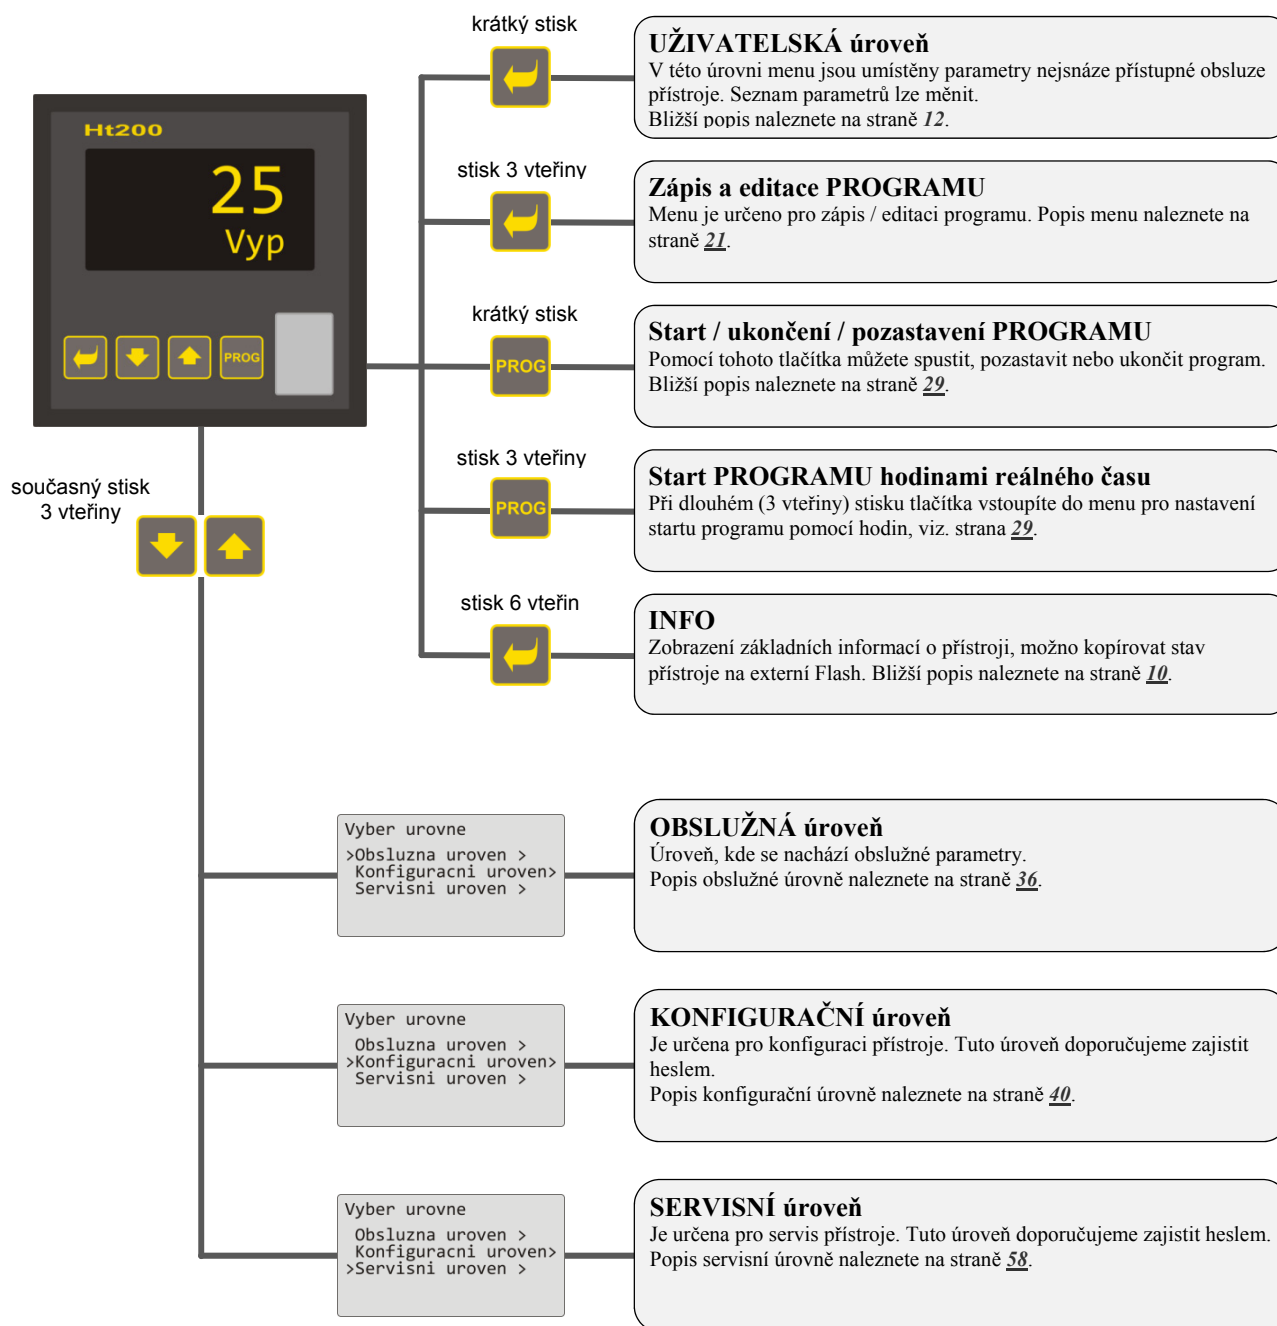 krátký stisk
UŽIVATELSKÁ úroveň
V této úrovni menu jsou umístěny parametry nejsnáze přístupné obsluze
přístroje. Seznam parametrů lze měnit.
Bližší popis naleznete na straně 12.
Ht200
25
Vyp
PROG
stisk 3 vteřiny
Zápis a editace PROGRAMU
Menu je určeno pro zápis / editaci programu. Popis menu naleznete na
straně 21.
krátký stisk
PROG
Start / ukončení / pozastavení PROGRAMU
Pomocí tohoto tlačítka můžete spustit, pozastavit nebo ukončit program.
Bližší popis naleznete na straně 29.
stisk 3 vteřiny
PROG
Start PROGRAMU hodinami reálného času
Při dlouhém (3 vteřiny) stisku tlačítka vstoupíte do menu pro nastavení
startu programu pomocí hodin, viz. strana 29.
současný stisk
3 vteřiny
stisk 6 vteřin
INFO
Zobrazení základních informací o přístroji, možno kopírovat stav
přístroje na externí Flash. Bližší popis naleznete na straně 10.
Vyber urovne
>Obsluzna uroven >
Konfiguracni uroven>
Servisni uroven >
OBSLUŽNÁ úroveň
Úroveň, kde se nachází obslužné parametry.
Popis obslužné úrovně naleznete na straně 36.
Vyber urovne
Obsluzna uroven >
>Konfiguracni uroven>
Servisni uroven >
KONFIGURAČNÍ úroveň
Je určena pro konfiguraci přístroje. Tuto úroveň doporučujeme zajistit
heslem.
Popis konfigurační úrovně naleznete na straně 40.
Vyber urovne
Obsluzna uroven >
Konfiguracni uroven>
>Servisni uroven >
SERVISNÍ úroveň
Je určena pro servis přístroje. Tuto úroveň doporučujeme zajistit heslem.
Popis servisní úrovně naleznete na straně 58.